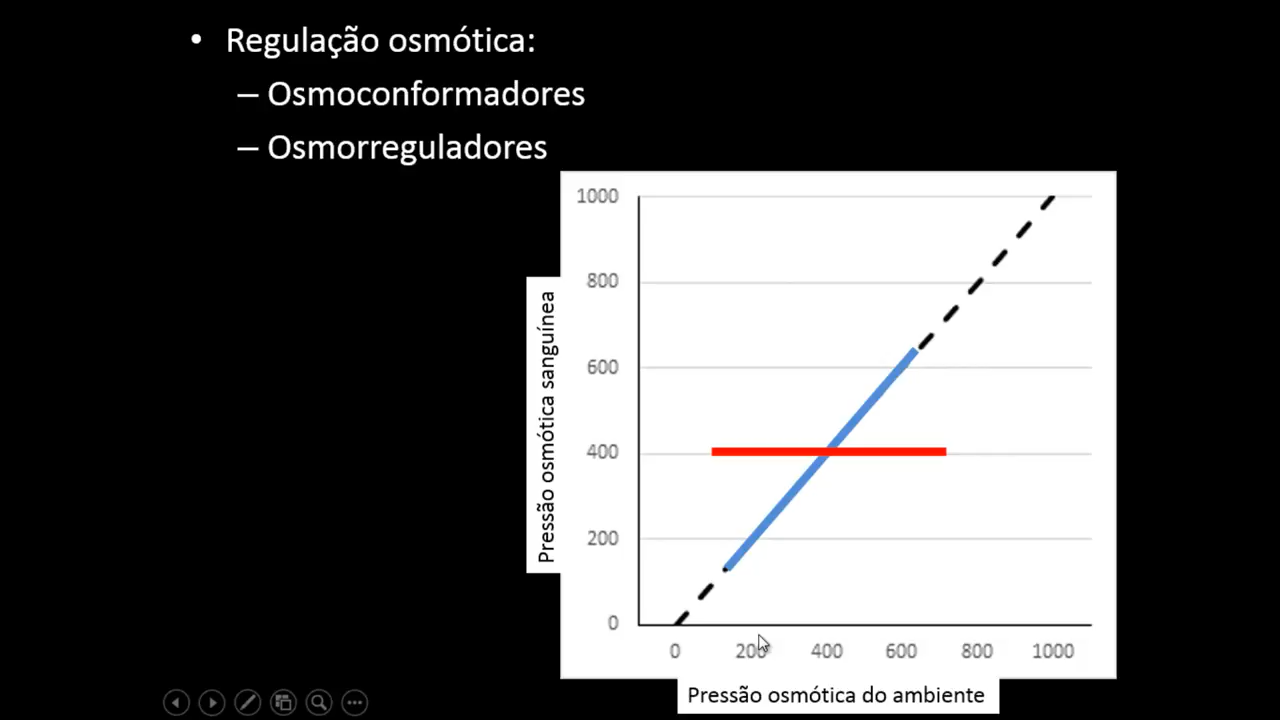 • Regulação osmótica:
– Osmoconformadores
– Osmorreguladores
1000
800
600
400
200
0
Pressão osmótica sanguínea
0 200 400 600 800 1000
Pressão osmótica do ambiente